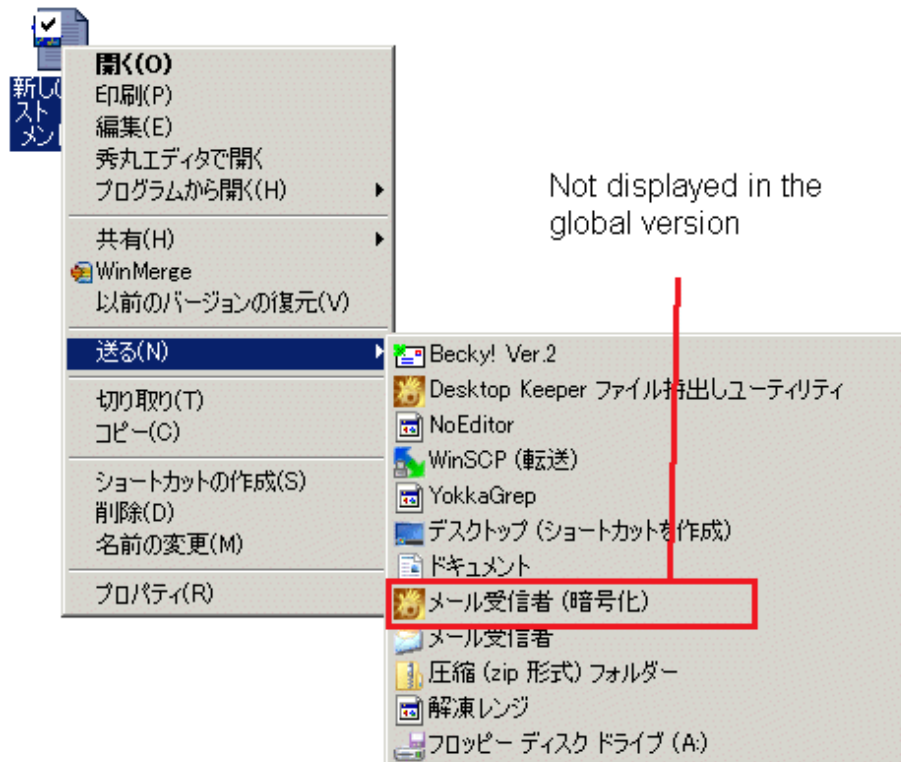 新し
スト
メン
開く(O)
印刷(P)
編集(E)
秀丸エディタで開く
プログラムから開く(H)
共有(H)
WinMerge
以前のバージョンの復元(V)
送る(N)
切り取り(T)
コピー(C)
ショートカットの作成(S)
削除(D)
名前の変更(M)
プロパティ(R)
Not displayed in the
global version
Becky! Ver.2
Desktop Keeper ファイル持出しユーティリティ
NoEditor
WinSCP (転送)
YokkaGrep
デスクトップ (ショートカットを作成)
ドキュメント
メール受信者 (暗号化)
メール受信者
圧縮 (zip 形式) フォルダー
解凍レンジ
フロッピー ディスク ドライブ (A:)